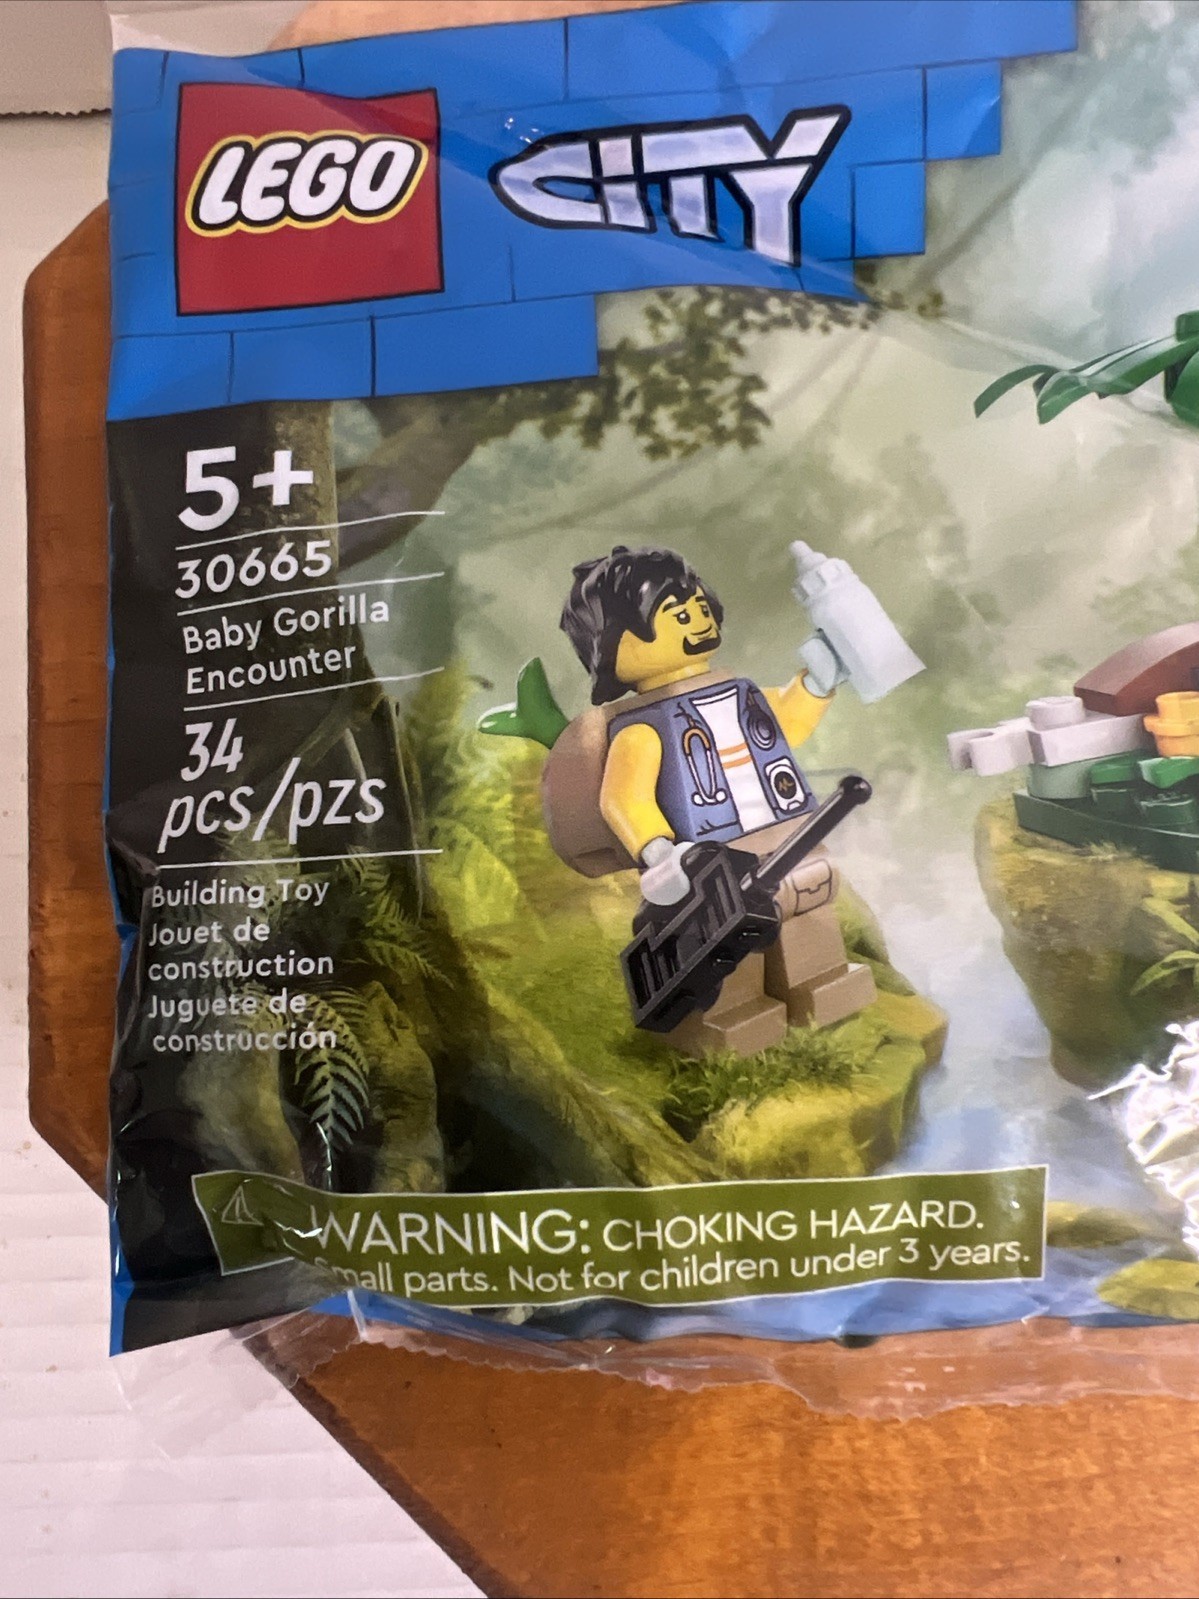 LEGO CITY
5+
30665
Baby Gorilla
Encounter
34
pcs/pzs
Building Toy
Jouet de
construction
Juguete de
construcción
WARNING: CHOKING HAZARD.
Small parts. Not for children under 3 years.